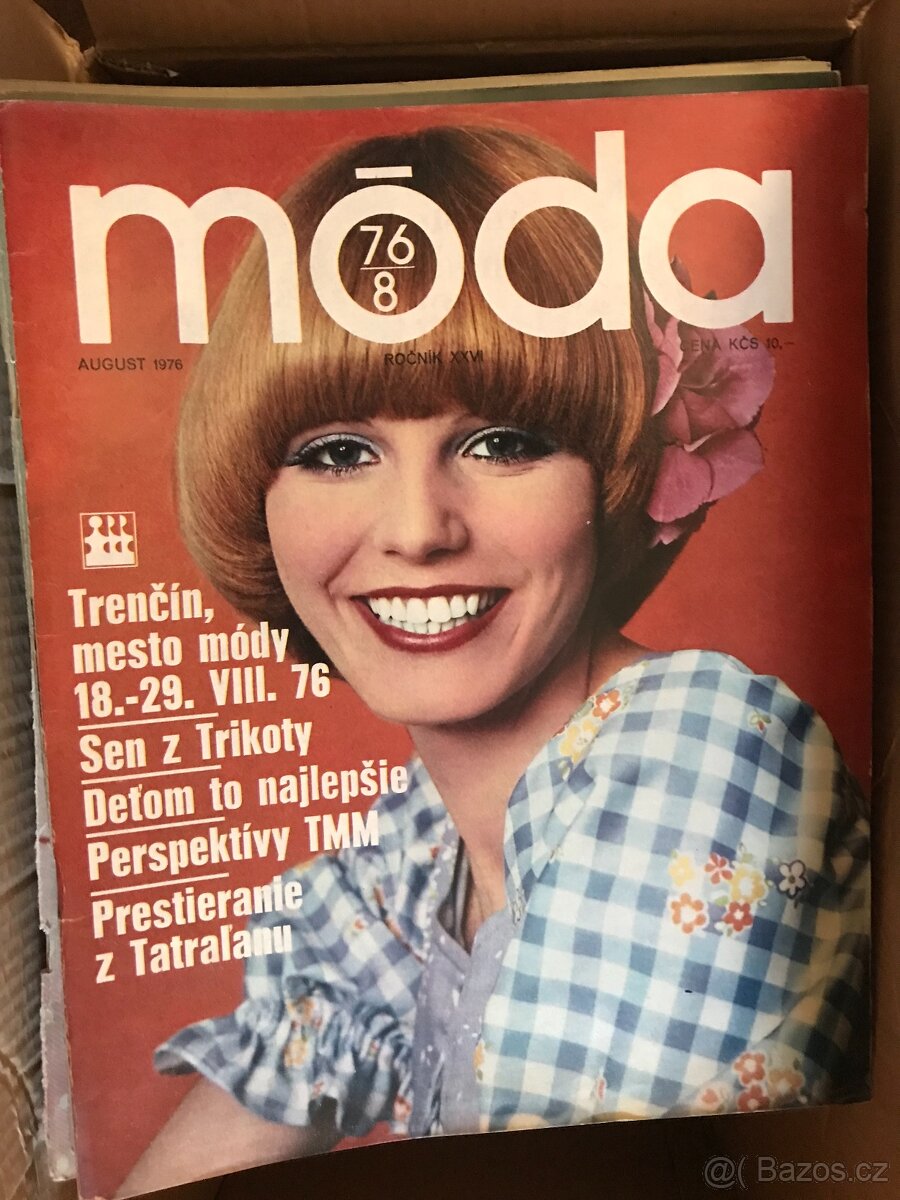 móda
76
8
AUGUST 1976
ROČNÍK XXVI
CENA KČS 10,-
Trenčín,
mesto módy
18.-29. VIII. 76
Sen z Trikoty
Deťom to najlepšie
Perspektívy TMM
Prestieranie
z Tatraľanu
@( Bazos.cz